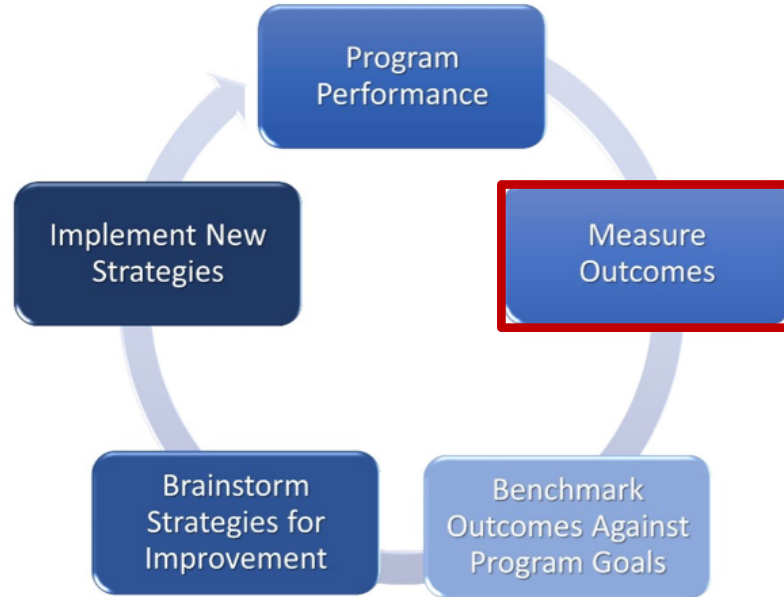 Program
Performance
Measure
Outcomes
Benchmark
Outcomes Against
Program Goals
Brainstorm
Strategies for
Improvement
Implement New
Strategies